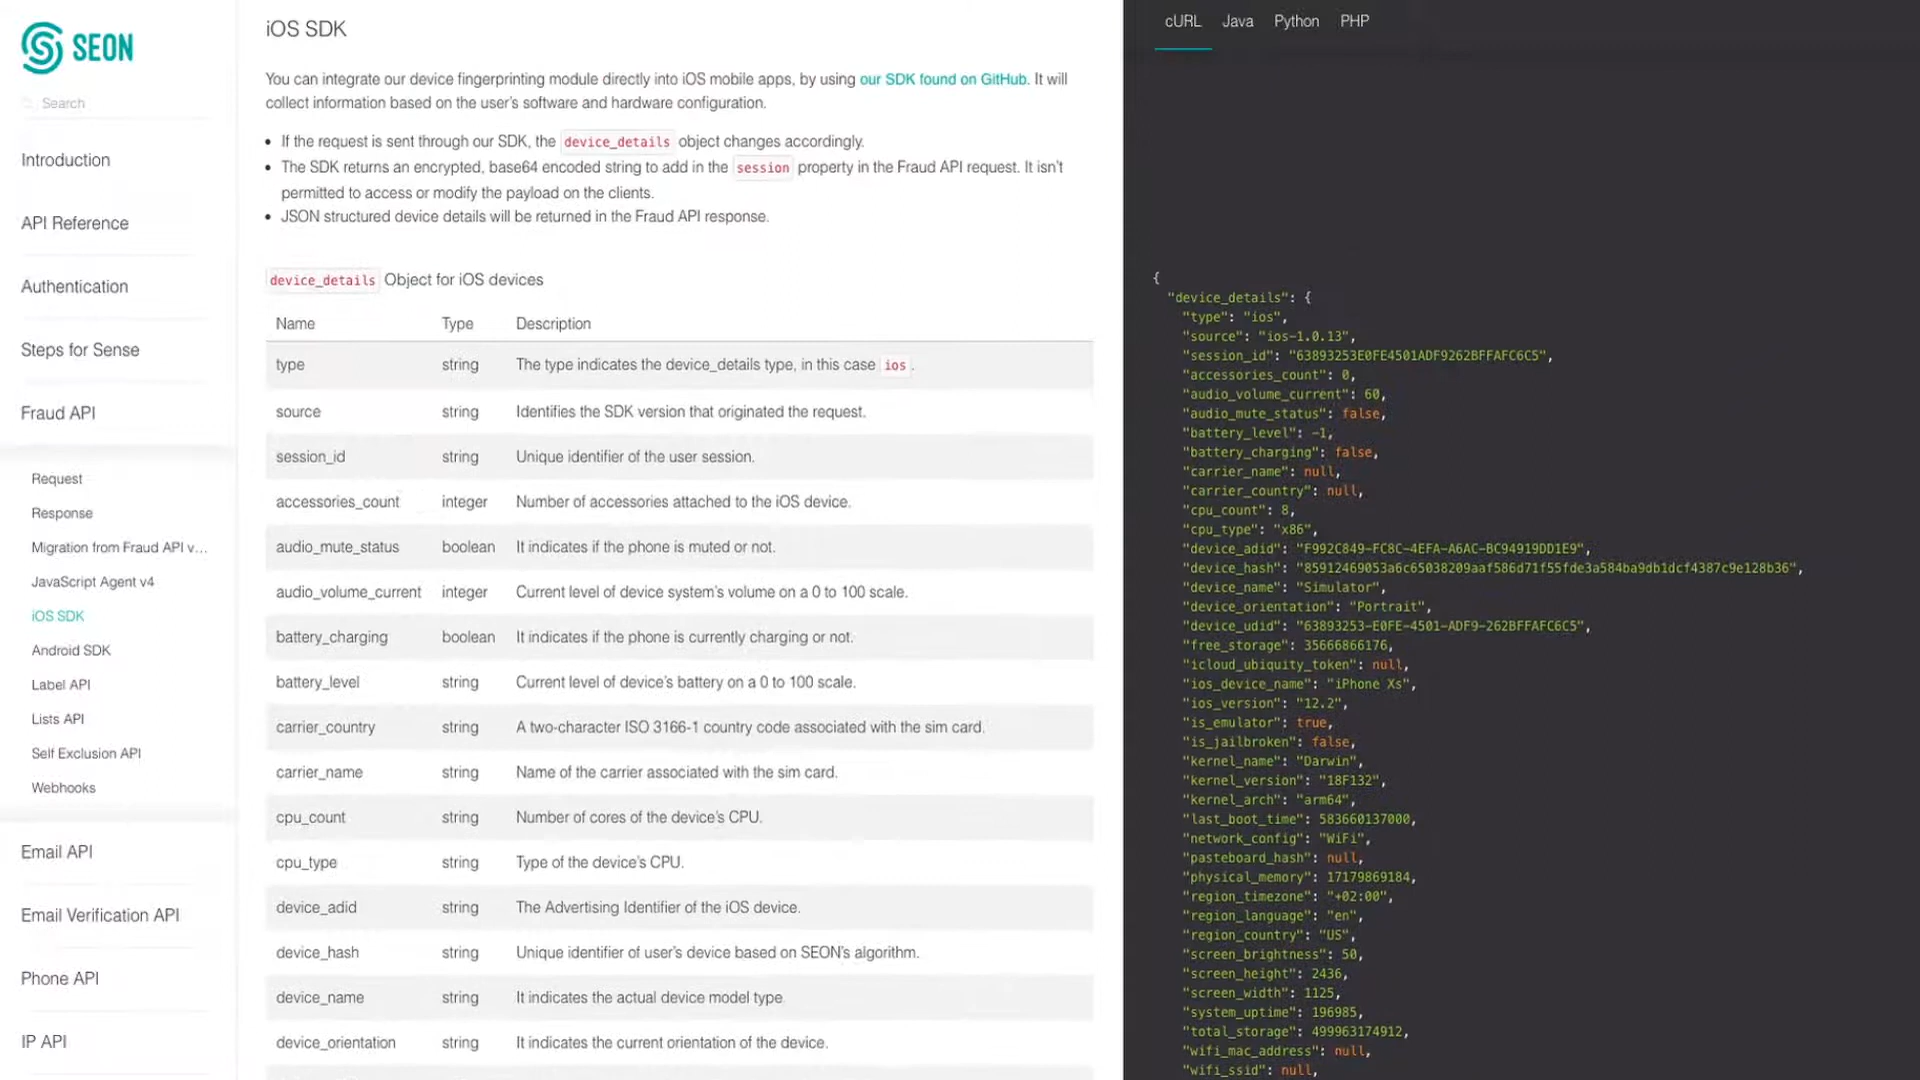 SEON
Search
Introduction
API Reference
Authentication
Steps for Sense
Fraud API
Request
Response
Migration from Fraud API v...
JavaScript Agent v4
iOS SDK
Android SDK
Label API
Lists API
Self Exclusion API
Webhooks
Email API
Email Verification API
Phone API
IP API
iOS SDK
You can integrate our device fingerprinting module directly into iOS mobile apps, by using our SDK found on GitHub. It will
collect information based on the user's software and hardware configuration.
• If the request is sent through our SDK, the device_details object changes accordingly.
• The SDK returns an encrypted, base64 encoded string to add in the session property in the Fraud API request. It isn't
permitted to access or modify the payload on the clients.
• JSON structured device details will be returned in the Fraud API response.
device_details Object for iOS devices
Name Type Description
type string The type indicates the device_details type, in this case ios .
source string Identifies the SDK version that originated the request.
session_id string Unique identifier of the user session.
accessories_count integer Number of accessories attached to the iOS device.
audio_mute_status boolean It indicates if the phone is muted or not.
audio_volume_current integer Current level of device system's volume on a 0 to 100 scale.
battery_charging boolean It indicates if the phone is currently charging or not.
battery_level string Current level of device's battery on a 0 to 100 scale.
carrier_country string A two-character ISO 3166-1 country code associated with the sim card.
carrier_name string Name of the carrier associated with the sim card.
cpu_count string Number of cores of the device's CPU.
cpu_type string Type of the device's CPU.
device_adid string The Advertising Identifier of the iOS device.
device_hash string Unique identifier of user's device based on SEON's algorithm.
device_name string It indicates the actual device model type
device_orientation string It indicates the current orientation of the device.
cURL Java Python PHP
{
"device_details": {
"type": "ios",
"source": "ios-1.0.13",
"session_id": "63893253E0FE4501ADF9262BFFAFC6C5",
"accessories_count": 0,
"audio_volume_current": 60,
"audio_mute_status": false,
"battery_level": -1,
"battery_charging": false,
"carrier_name": null,
"carrier_country": null,
"cpu_count": 8,
"cpu_type": "x86",
"device_adid": "F992C849-FC8C-4EFA-A6AC-BC94919DD1E9",
"device_hash": "85912469053a6c65038209aaf586d71f55fde3a584ba9db1dcf4387c9e128b36",
"device_name": "Simulator",
"device_orientation": "Portrait",
"device_udid": "63893253-E0FE-4501-ADF9-262BFFAFC6C5",
"free_storage": 35666866176,
"icloud_ubiquity_token": null,
"ios_device_name": "iPhone Xs",
"ios_version": "12.2",
"is_emulator": true,
"is_jailbroken": false,
"kernel_name": "Darwin",
"kernel_version": "18F132",
"kernel_arch": "arm64",
"last_boot_time": 583660137000,
"network_config": "WiFi",
"pasteboard_hash": null,
"physical_memory": 17179869184,
"region_timezone": "+02:00",
"region_language": "en",
"region_country": "US",
"screen_brightness": 50,
"screen_height": 2436,
"screen_width": 1125,
"system_uptime": 196985,
"total_storage": 499963174912,
"wifi_mac_address": null,
"wifi_ssid": null,